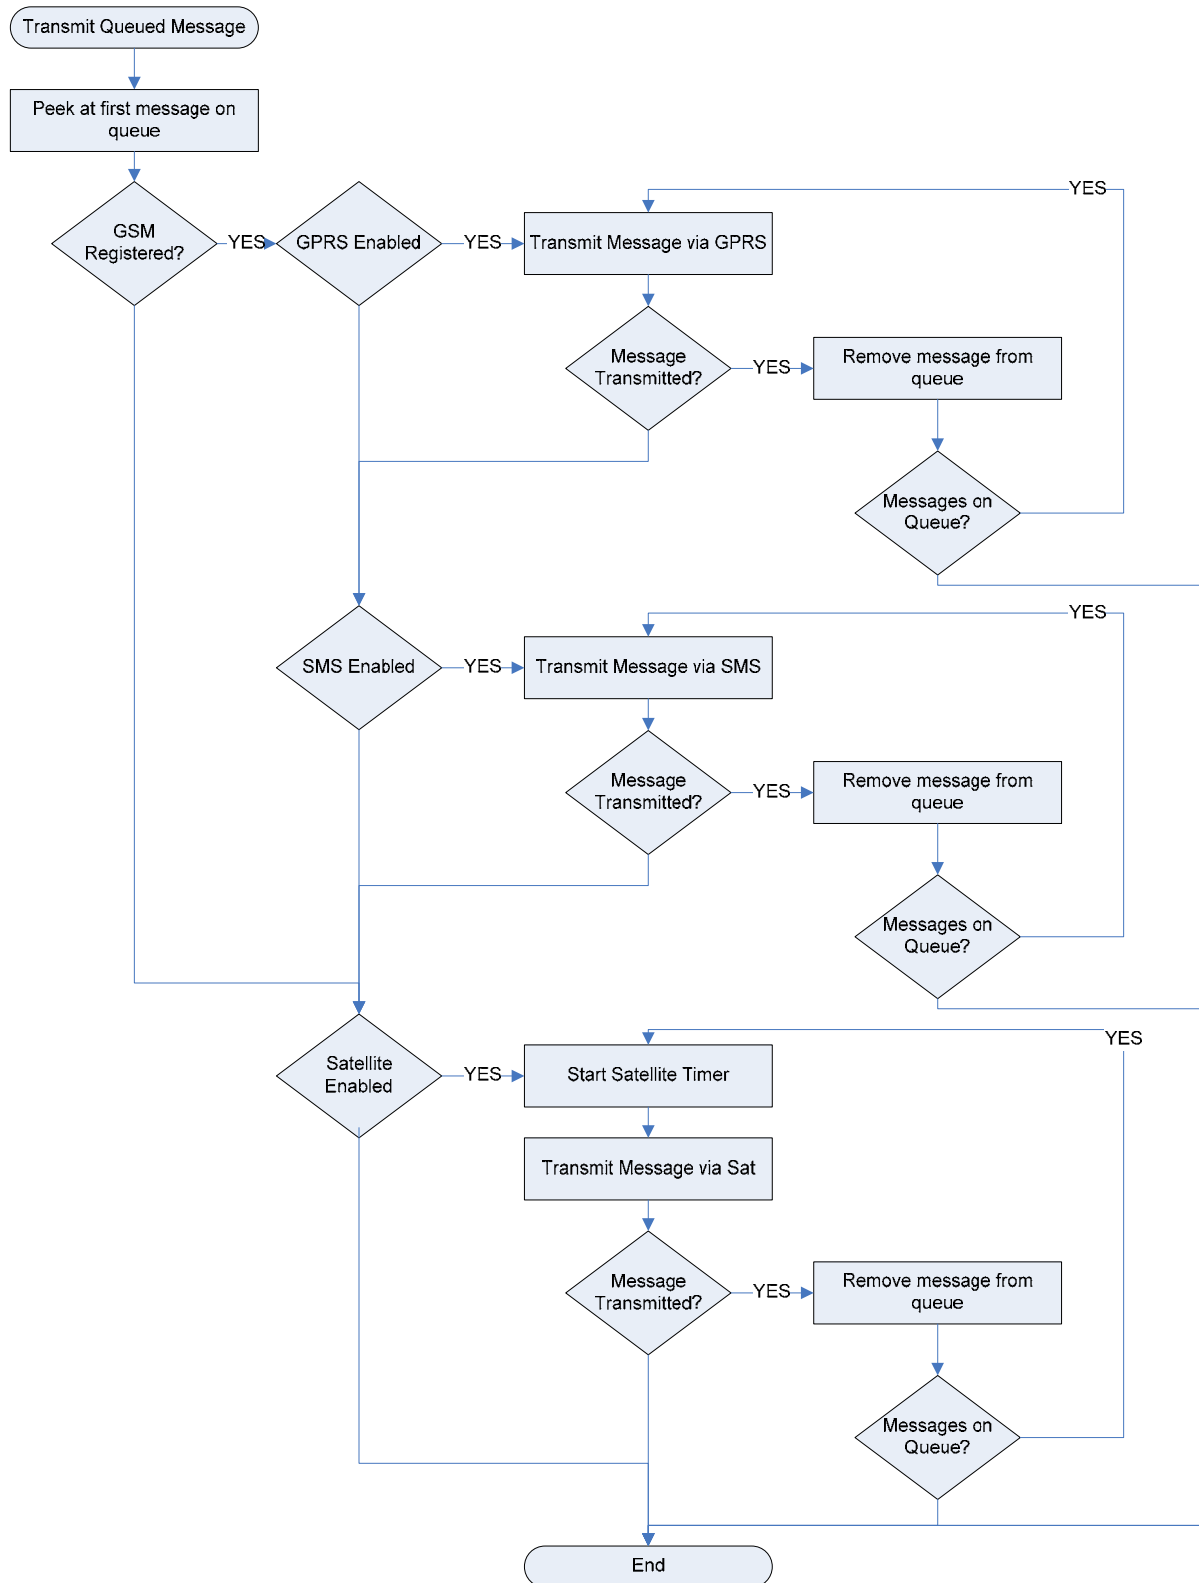 Transmit Queued Message
Peek at first message on
queue
GSM
Registered?
YES
GPRS Enabled
YES
Transmit Message via GPRS
YES
Message
Transmitted?
YES
Remove message from
queue
Messages on
Queue?
SMS Enabled
YES
Transmit Message via SMS
YES
Message
Transmitted?
YES
Remove message from
queue
Messages on
Queue?
Satellite
Enabled
YES
Start Satellite Timer
YES
Transmit Message via Sat
Message
Transmitted?
YES
Remove message from
queue
Messages on
Queue?
End